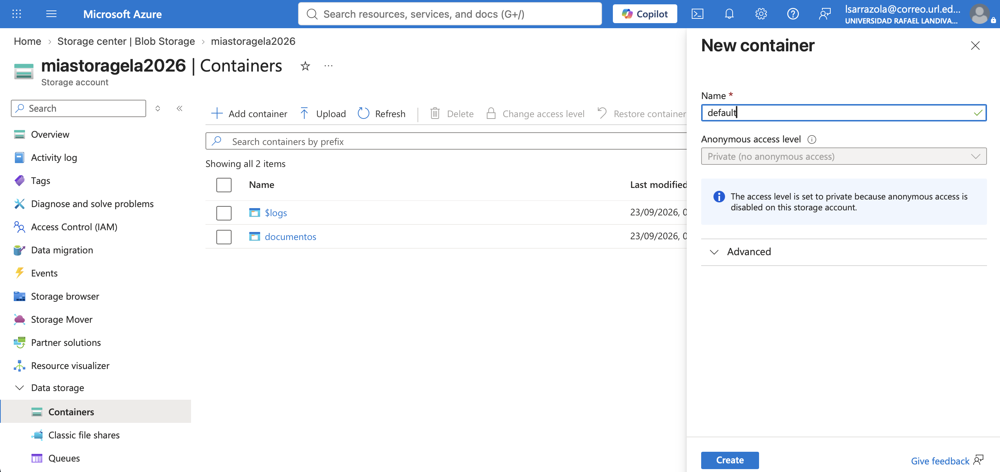 Microsoft Azure
Search resources, services, and docs (G+/)
Copilot
lsarrazola@correo.url.ed...
UNIVERSIDAD RAFAEL LANDIVA...
Home > Storage center | Blob Storage > miastoragela2026
miastoragela2026 | Containers
Storage account
Search
Overview
Activity log
Tags
Diagnose and solve problems
Access Control (IAM)
Data migration
Events
Storage browser
Storage Mover
Partner solutions
Resource visualizer
Data storage
Containers
Classic file shares
Queues
Add container
Upload
Refresh
Delete
Change access level
Restore container
Search containers by prefix
Showing all 2 items
Name Last modified
$logs 23/09/2026, 0
documentos 23/09/2026, 0
New container
Name *
default
Anonymous access level
Private (no anonymous access)
The access level is set to private because anonymous access is
disabled on this storage account.
Advanced
Create
Give feedback